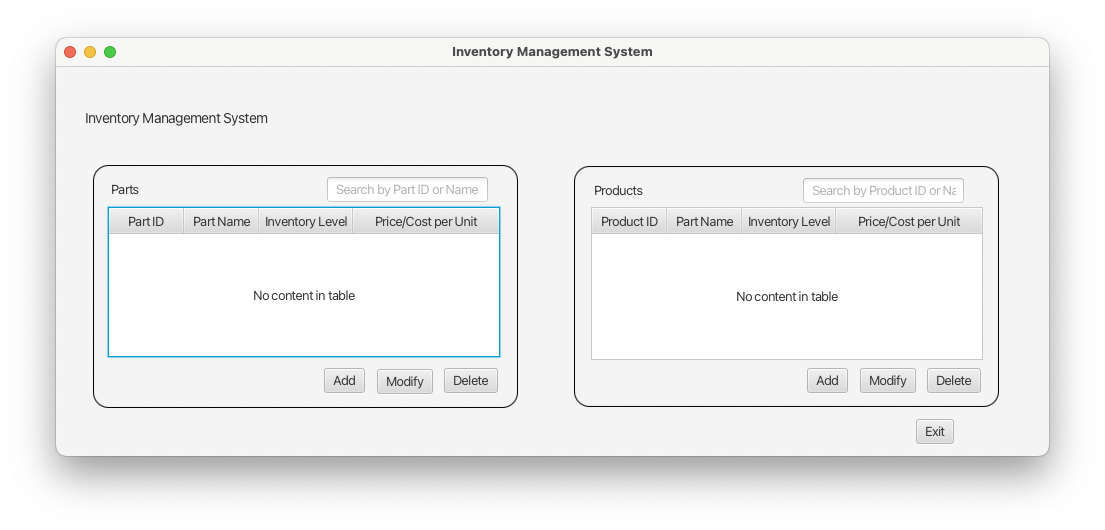 Inventory Management System
Inventory Management System
Parts
Search by Part ID or Name
Part ID Part Name Inventory Level Price/Cost per Unit
No content in table
Add Modify Delete
Products
Search by Product ID or Na
Product ID Part Name Inventory Level Price/Cost per Unit
No content in table
Add Modify Delete
Exit